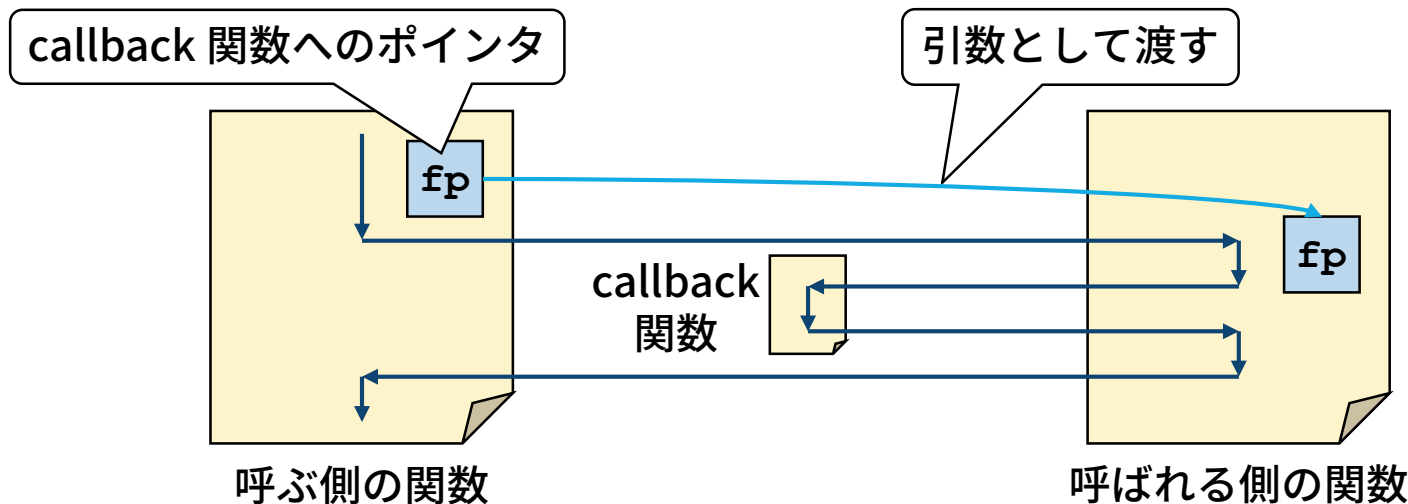 callback 関数へのポインタ
引数として渡す
fp
fp
callback
関数
呼ぶ側の関数
呼ばれる側の関数